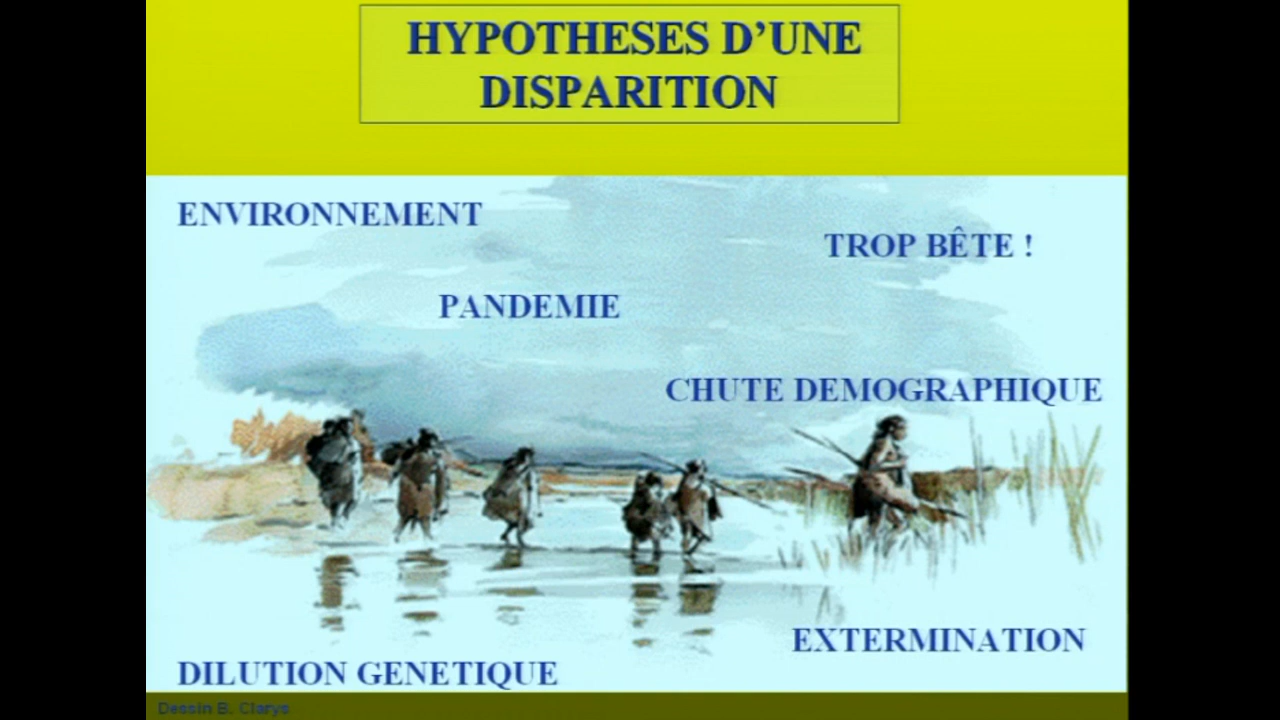 HYPOTHESES D’UNE
DISPARITION
ENVIRONNEMENT
TROP BÊTE !
PANDEMIE
CHUTE DEMOGRAPHIQUE
EXTERMINATION
DILUTION GENETIQUE
Dessin B. Clarys